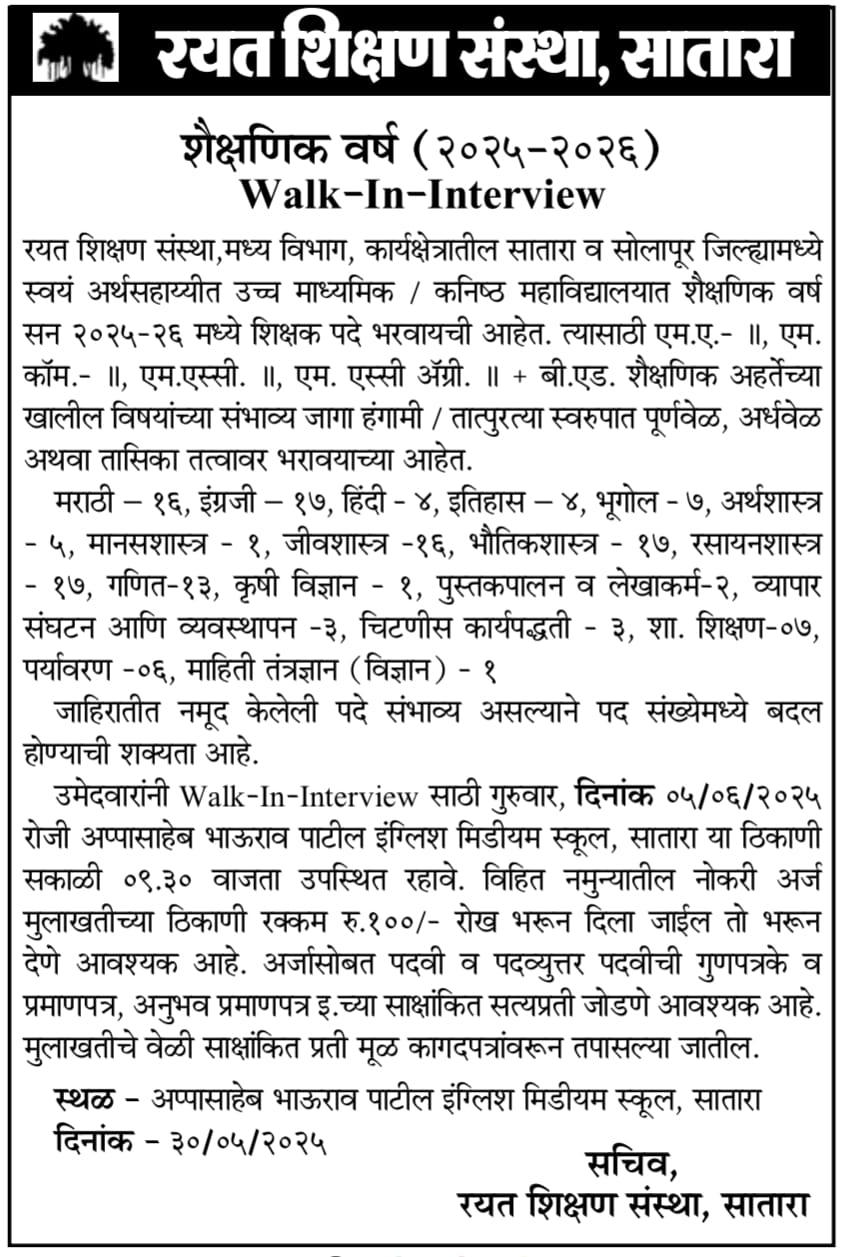 रयत शिक्षण संस्था, सातारा
शैक्षणिक वर्ष (२०२५-२०२६)
Walk-In-Interview
रयत शिक्षण संस्था,मध्य विभाग, कार्यक्षेत्रातील सातारा व सोलापूर जिल्ह्यामध्ये
स्वयं अर्थसहाय्यीत उच्च माध्यमिक / कनिष्ठ महाविद्यालयात शैक्षणिक वर्ष
सन २०२५-२६ मध्ये शिक्षक पदे भरवायची आहेत. त्यासाठी एम.ए.- ॥, एम.
कॉम.- ॥, एम.एस्सी. ॥, एम. एस्सी ॲग्री. ॥ + बी.एड. शैक्षणिक अहर्तेच्या
खालील विषयांच्या संभाव्य जागा हंगामी / तात्पुरत्या स्वरुपात पूर्णवेळ, अर्धवेळ
अथवा तासिका तत्वावर भरावयाच्या आहेत.
मराठी – १६, इंग्रजी – १७, हिंदी - ४, इतिहास – ४, भूगोल - ७, अर्थशास्त्र
- ५, मानसशास्त्र - १, जीवशास्त्र -१६, भौतिकशास्त्र - १७, रसायनशास्त्र
- १७, गणित-१३, कृषी विज्ञान - १, पुस्तकपालन व लेखाकर्म-२, व्यापार
संघटन आणि व्यवस्थापन -३, चिटणीस कार्यपद्धती - ३, शा. शिक्षण-०७,
पर्यावरण -०६, माहिती तंत्रज्ञान (विज्ञान) - १
जाहिरातीत नमूद केलेली पदे संभाव्य असल्याने पद संख्येमध्ये बदल
होण्याची शक्यता आहे.
उमेदवारांनी Walk-In-Interview साठी गुरुवार, दिनांक ०५/०६/२०२५
रोजी अप्पासाहेब भाऊराव पाटील इंग्लिश मिडीयम स्कूल, सातारा या ठिकाणी
सकाळी ०९.३० वाजता उपस्थित रहावे. विहित नमुन्यातील नोकरी अर्ज
मुलाखतीच्या ठिकाणी रक्कम रु.१००/- रोख भरून दिला जाईल तो भरून
देणे आवश्यक आहे. अर्जासोबत पदवी व पदव्युत्तर पदवीची गुणपत्रके व
प्रमाणपत्र, अनुभव प्रमाणपत्र इ.च्या साक्षांकित सत्यप्रती जोडणे आवश्यक आहे.
मुलाखतीचे वेळी साक्षांकित प्रती मूळ कागदपत्रांवरून तपासल्या जातील.
स्थळ - अप्पासाहेब भाऊराव पाटील इंग्लिश मिडीयम स्कूल, सातारा
दिनांक - ३०/०५/२०२५
सचिव,
रयत शिक्षण संस्था, सातारा